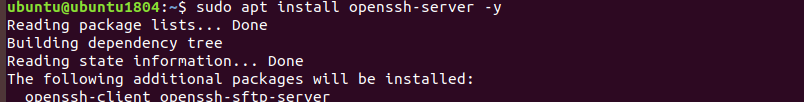 ubuntu@ubuntu1804:~$ sudo apt install openssh-server -y
Reading package lists... Done
Building dependency tree
Reading state information... Done
The following additional packages will be installed:
  openssh-client openssh-sftp-server